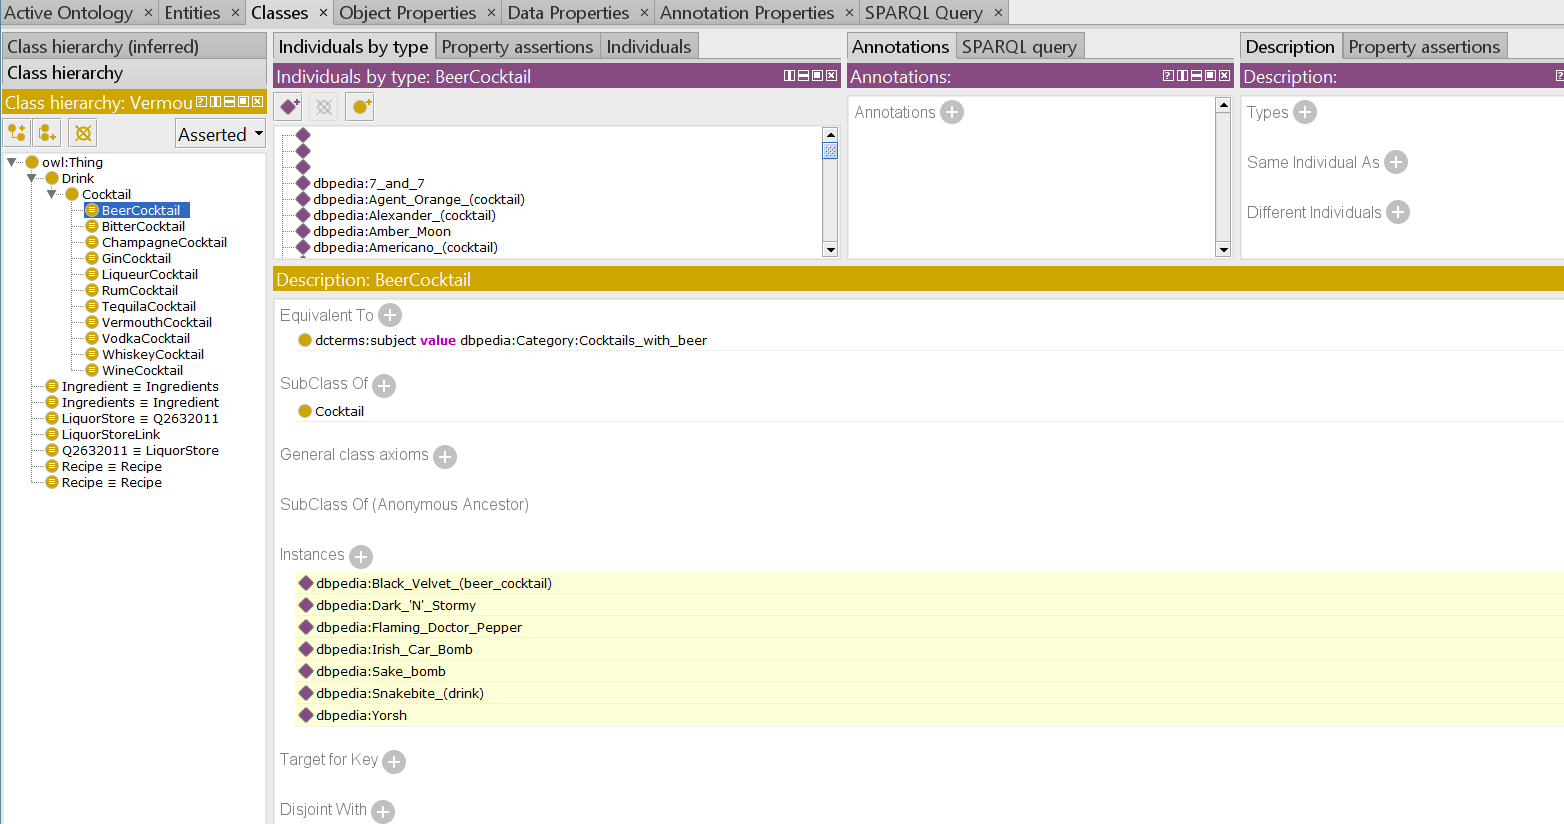 Active Ontology × Entities × Classes × Object Properties × Data Properties × Annotation Properties × SPARQL Query ×
Class hierarchy (inferred)
Class hierarchy
Class hierarchy: Vermou
Asserted
owl:Thing
Drink
Cocktail
BeerCocktail
BitterCocktail
ChampagneCocktail
GinCocktail
LiqueurCocktail
RumCocktail
TequilaCocktail
VermouthCocktail
VodkaCocktail
WhiskeyCocktail
WineCocktail
Ingredient ≡ Ingredients
Ingredients ≡ Ingredient
LiquorStore ≡ Q2632011
LiquorStoreLink
Q2632011 ≡ LiquorStore
Recipe ≡ Recipe
Recipe ≡ Recipe
Individuals by type Property assertions Individuals
Individuals by type: BeerCocktail
dbpedia:7_and_7
dbpedia:Agent_Orange_(cocktail)
dbpedia:Alexander_(cocktail)
dbpedia:Amber_Moon
dbpedia:Americano_(cocktail)
Annotations SPARQL query
Annotations:
Annotations
Description Property assertions
Description:
Types
Same Individual As
Different Individuals
Description: BeerCocktail
Equivalent To
dcterms:subject value dbpedia:Category:Cocktails_with_beer
SubClass Of
Cocktail
General class axioms
SubClass Of (Anonymous Ancestor)
Instances
dbpedia:Black_Velvet_(beer_cocktail)
dbpedia:Dark_'N'_Stormy
dbpedia:Flaming_Doctor_Pepper
dbpedia:Irish_Car_Bomb
dbpedia:Sake_bomb
dbpedia:Snakebite_(drink)
dbpedia:Yorsh
Target for Key
Disjoint With